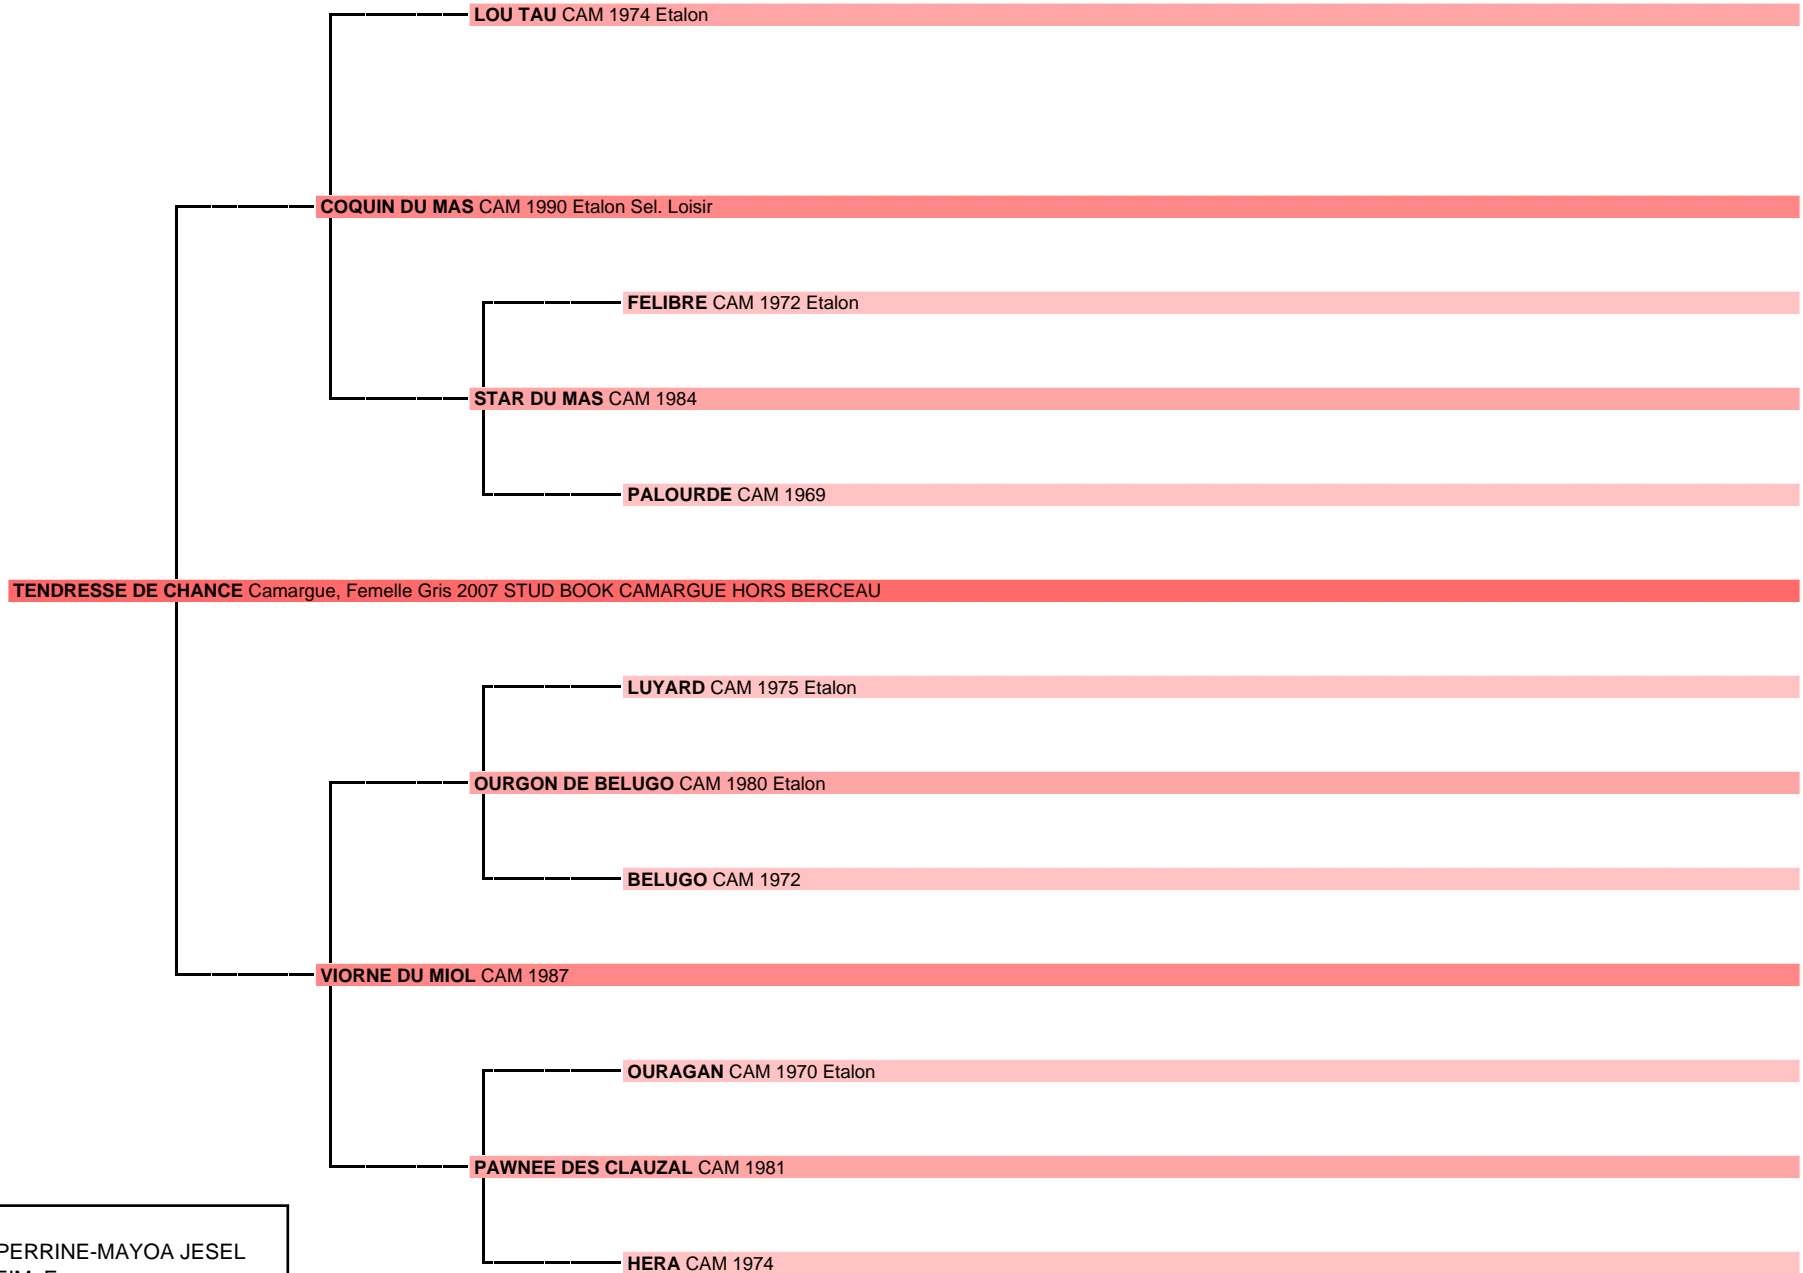 LOU TAU CAM 1974 Etalon
COQUIN DU MAS CAM 1990 Etalon Sel. Loisir
FELIBRE CAM 1972 Etalon
STAR DU MAS CAM 1984
PALOURDE CAM 1969
TENDRESSE DE CHANCE Camargue, Femelle Gris 2007 STUD BOOK CAMARGUE HORS BERCEAU
LUYARD CAM 1975 Etalon
OURGON DE BELUGO CAM 1980 Etalon
BELUGO CAM 1972
VIORNE DU MIOL CAM 1987
OURAGAN CAM 1970 Etalon
PAWNEE DES CLAUZAL CAM 1981
PERRINE-MAYOA JESEL
HERA CAM 1974